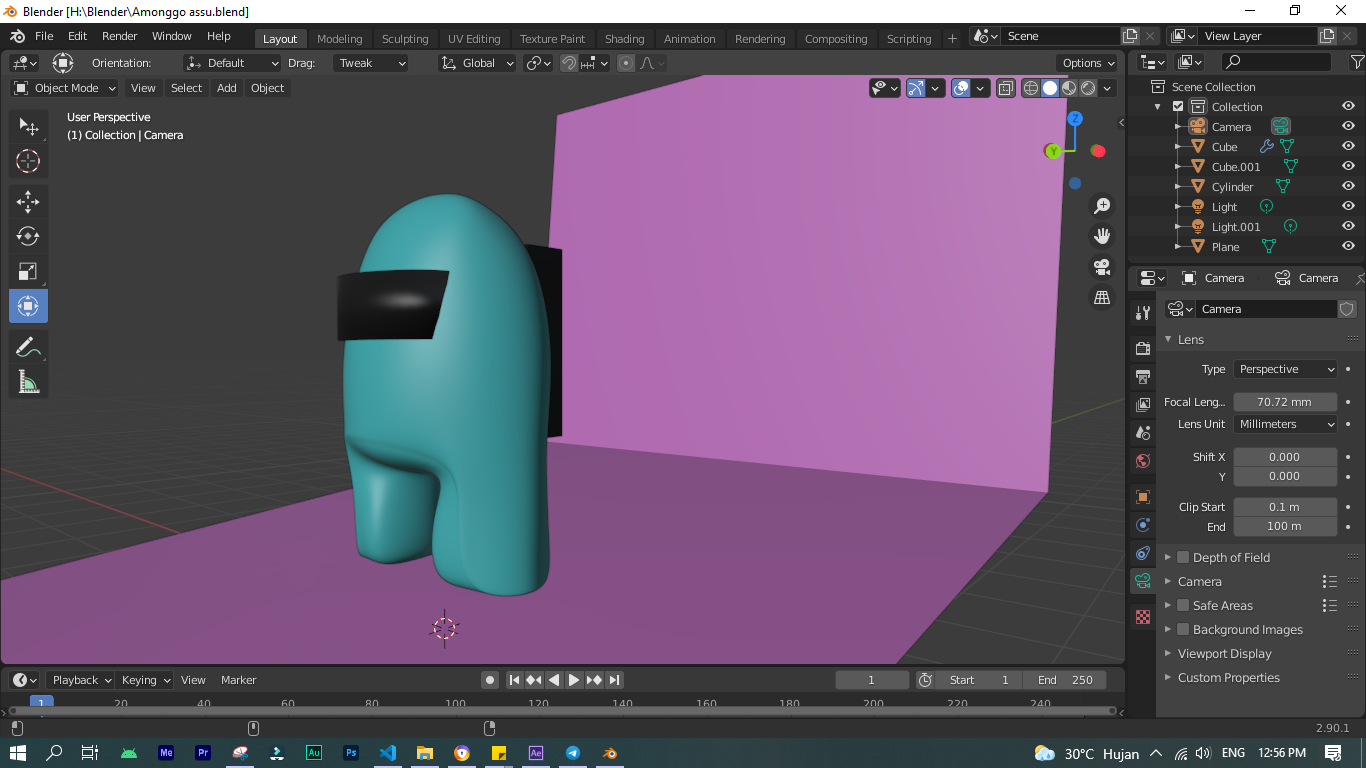 Blender [H:\Blender\Amonggo assu.blend]
File Edit Render Window Help Layout Modeling Sculpting UV Editing Texture Paint Shading Animation Rendering Compositing Scripting + Scene View Layer
Orientation: Default Drag: Tweak Global Options
Object Mode View Select Add Object
User Perspective
(1) Collection | Camera
Z
Y
Scene Collection
Collection
Camera
Cube
Cube.001
Cylinder
Light
Light.001
Plane
Camera Camera
Camera
Lens
Type Perspective
Focal Leng... 70.72 mm
Lens Unit Millimeters
Shift X 0.000
Y 0.000
Clip Start 0.1 m
End 100 m
Depth of Field
Camera
Safe Areas
Background Images
Viewport Display
Custom Properties
Playback Keying View Marker 1 Start 1 End 250
1 20 40 60 80 100 120 140 160 180 200 220 240
2.90.1
Me Pr Au Ps Ae 30°C Hujan ENG 12:56 PM